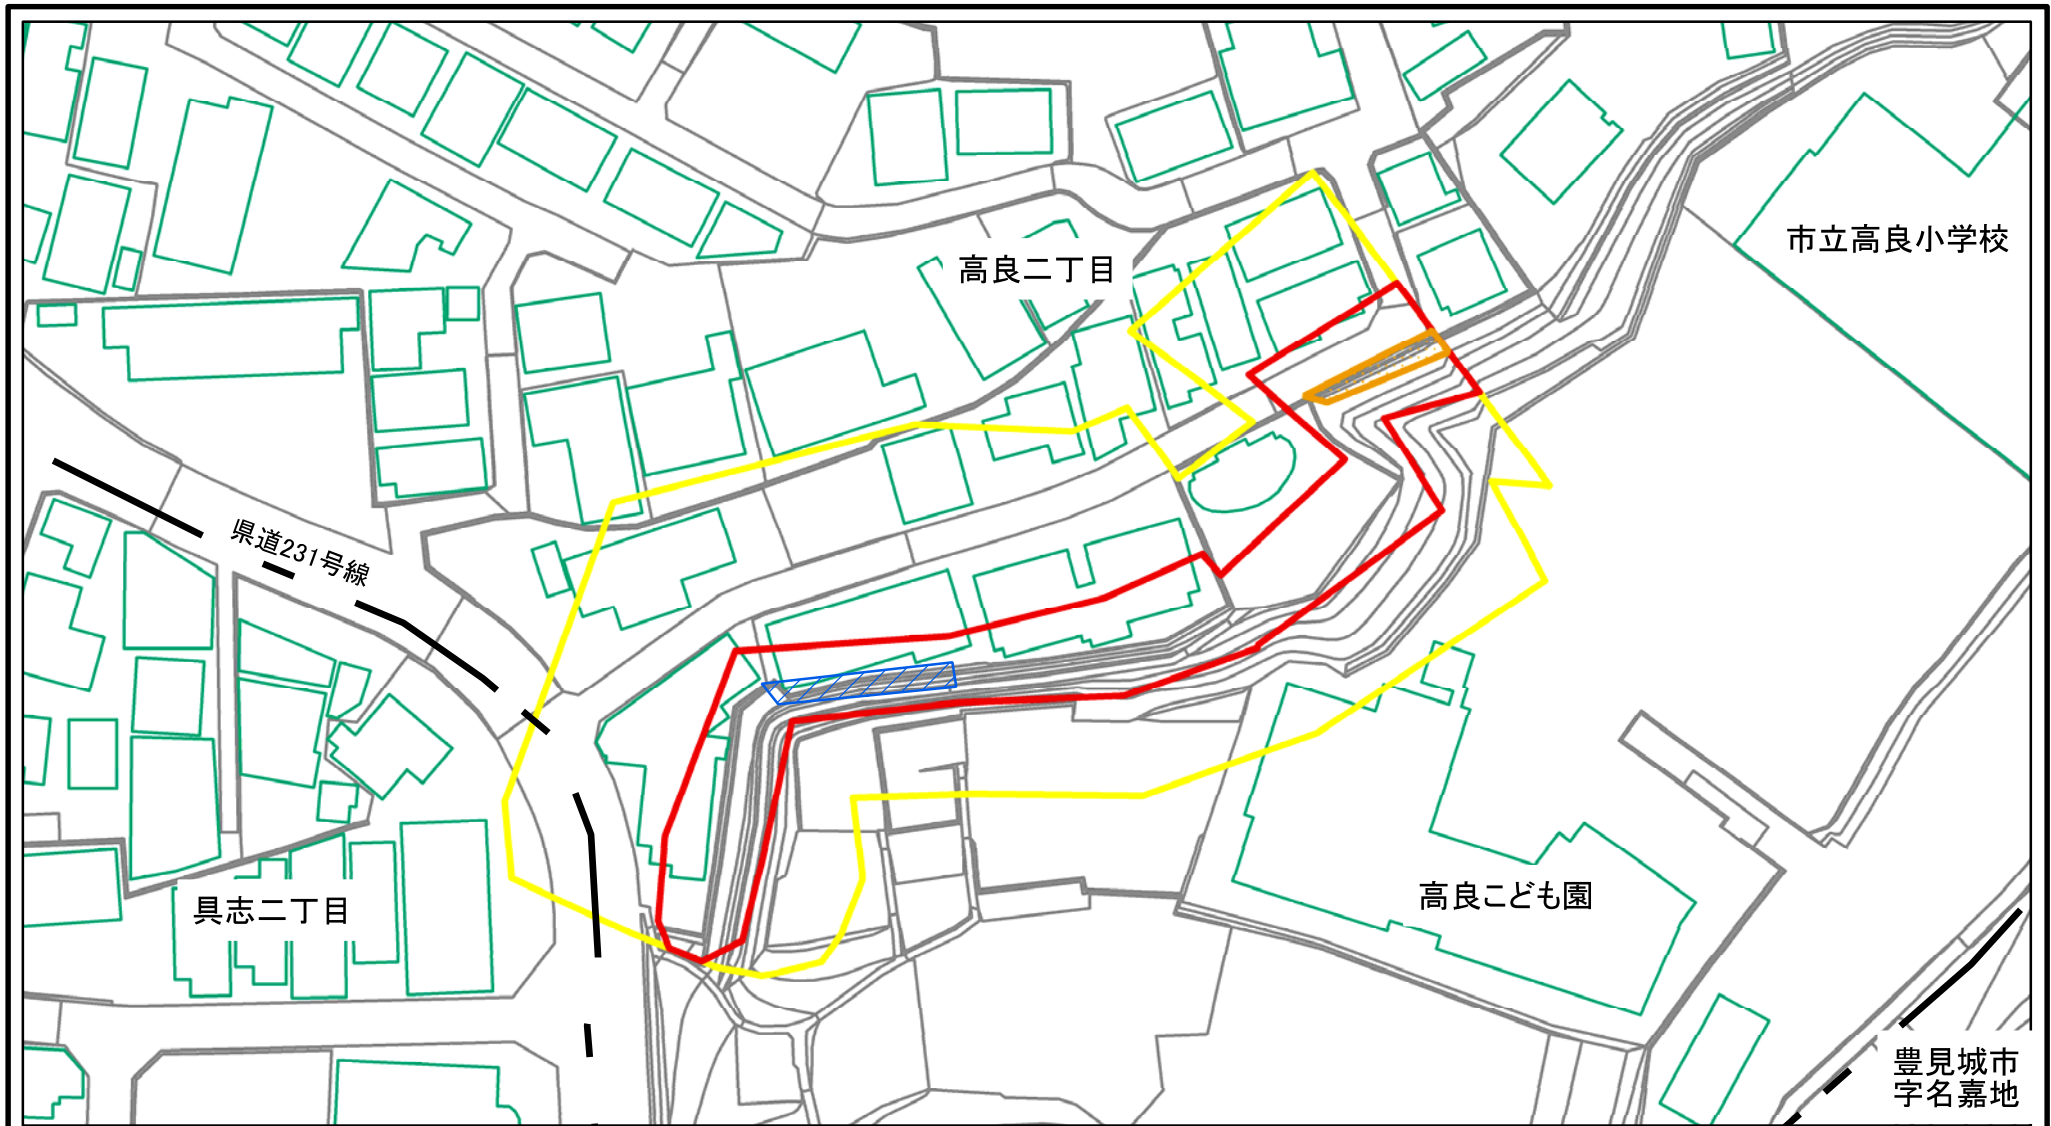 市立高良小学校
高良二丁目
県道231号線
具志二丁目
高良こども園
豊見城市
字名嘉地